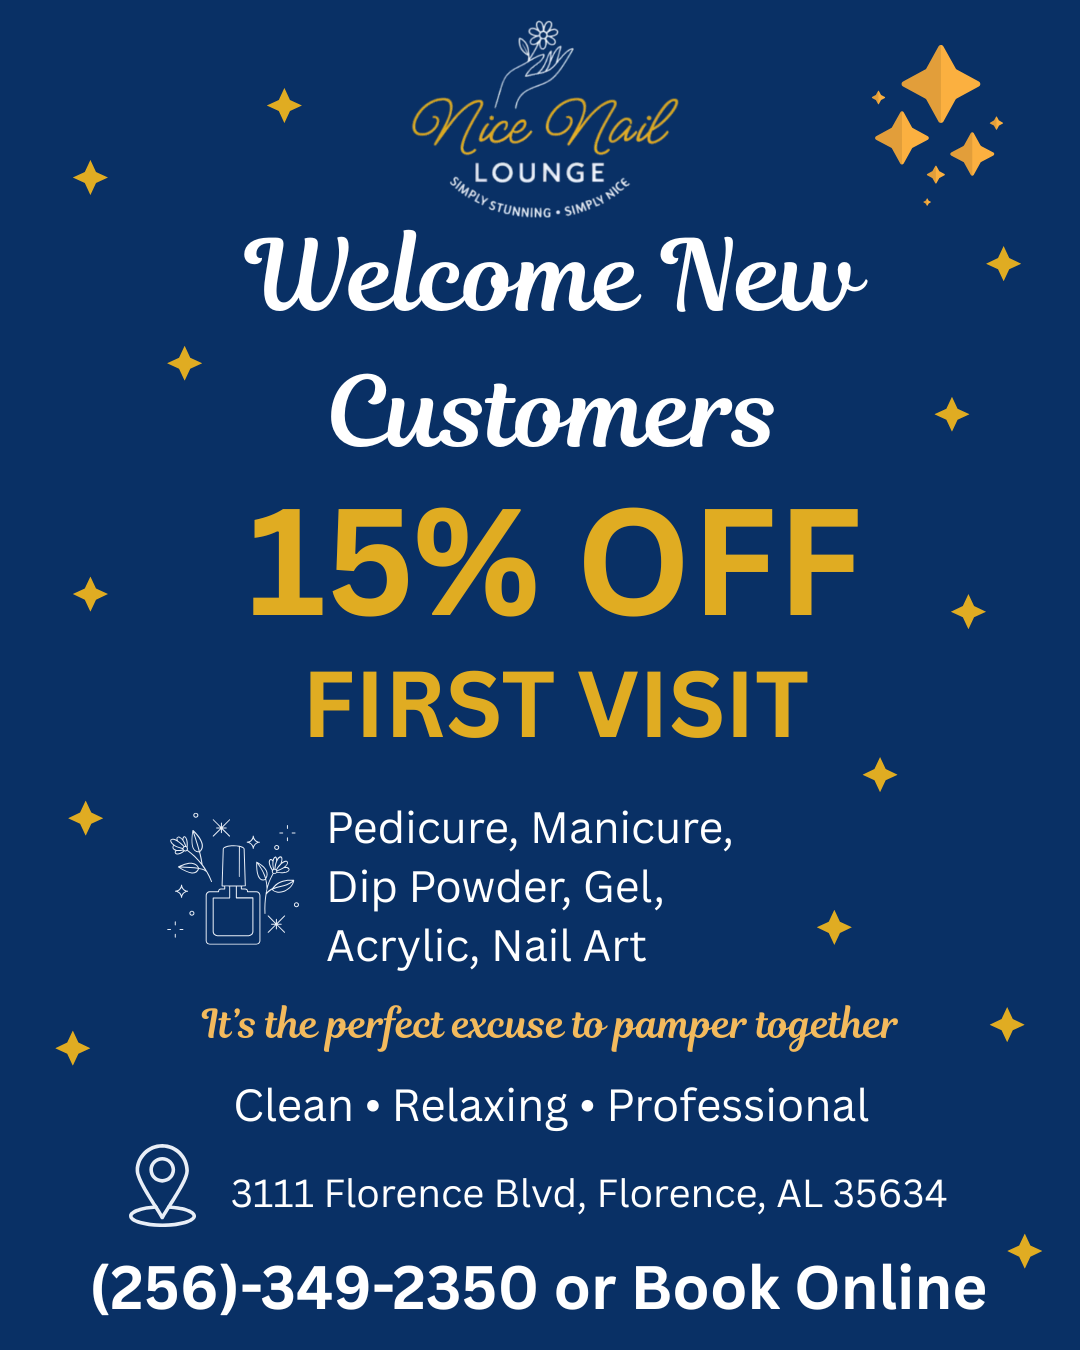 Nice Nail
LOUNGE
SIMPLY STUNNING • SIMPLY NICE
Welcome New
Customers
15% OFF
FIRST VISIT
Pedicure, Manicure,
Dip Powder, Gel,
Acrylic, Nail Art
It's the perfect excuse to pamper together
Clean • Relaxing • Professional
3111 Florence Blvd, Florence, AL 35634
(256)-349-2350 or Book Online